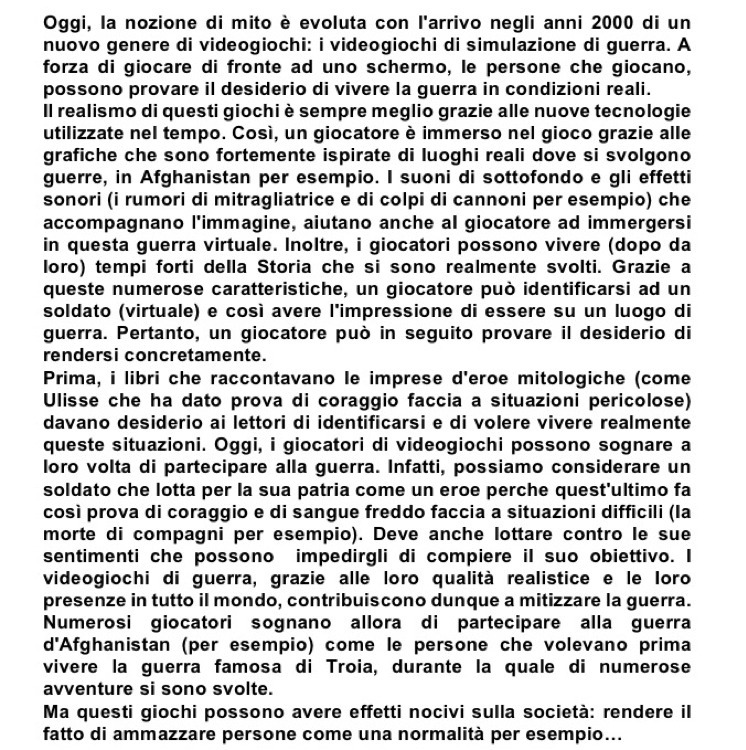 Oggi, la nozione di mito è evoluta con l'arrivo negli anni 2000 di un
nuovo genere di videogiochi: i videogiochi di simulazione di guerra. A
forza di giocare di fronte ad uno schermo, le persone che giocano,
possono provare il desiderio di vivere la guerra in condizioni reali.
Il realismo di questi giochi è sempre meglio grazie alle nuove tecnologie
utilizzate nel tempo. Così, un giocatore è immerso nel gioco grazie alle
grafiche che sono fortemente ispirate di luoghi reali dove si svolgono
guerre, in Afghanistan per esempio. I suoni di sottofondo e gli effetti
sonori (i rumori di mitragliatrice e di colpi di cannoni per esempio) che
accompagnano l'immagine, aiutano anche al giocatore ad immergersi
in questa guerra virtuale. Inoltre, i giocatori possono vivere (dopo da
loro) tempi forti della Storia che si sono realmente svolti. Grazie a
queste numerose caratteristiche, un giocatore può identificarsi ad un
soldato (virtuale) e così avere l'impressione di essere su un luogo di
guerra. Pertanto, un giocatore può in seguito provare il desiderio di
rendersi concretamente.
Prima, i libri che raccontavano le imprese d'eroe mitologiche (come
Ulisse che ha dato prova di coraggio faccia a situazioni pericolose)
davano desiderio ai lettori di identificarsi e di volere vivere realmente
queste situazioni. Oggi, i giocatori di videogiochi possono sognare a
loro volta di partecipare alla guerra. Infatti, possiamo considerare un
soldato che lotta per la sua patria come un eroe perche quest'ultimo fa
così prova di coraggio e di sangue freddo faccia a situazioni difficili (la
morte di compagni per esempio). Deve anche lottare contro le sue
sentimenti che possono  impedirgli di compiere il suo obiettivo. I
videogiochi di guerra, grazie alle loro qualità realistice e le loro
presenze in tutto il mondo, contribuiscono dunque a mitizzare la guerra.
Numerosi giocatori sognano allora di partecipare alla guerra
d'Afghanistan (per esempio) come le persone che volevano prima
vivere la guerra famosa di Troia, durante la quale di numerose
avventure si sono svolte.
Ma questi giochi possono avere effetti nocivi sulla società: rendere il
fatto di ammazzare persone come una normalità per esempio…